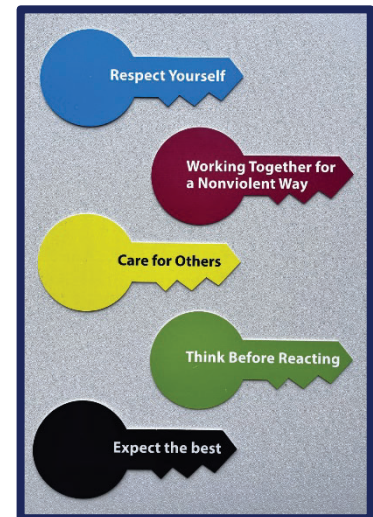 Respect Yourself
Working Together for
a Nonviolent Way
Care for Others
Think Before Reacting
Expect the best